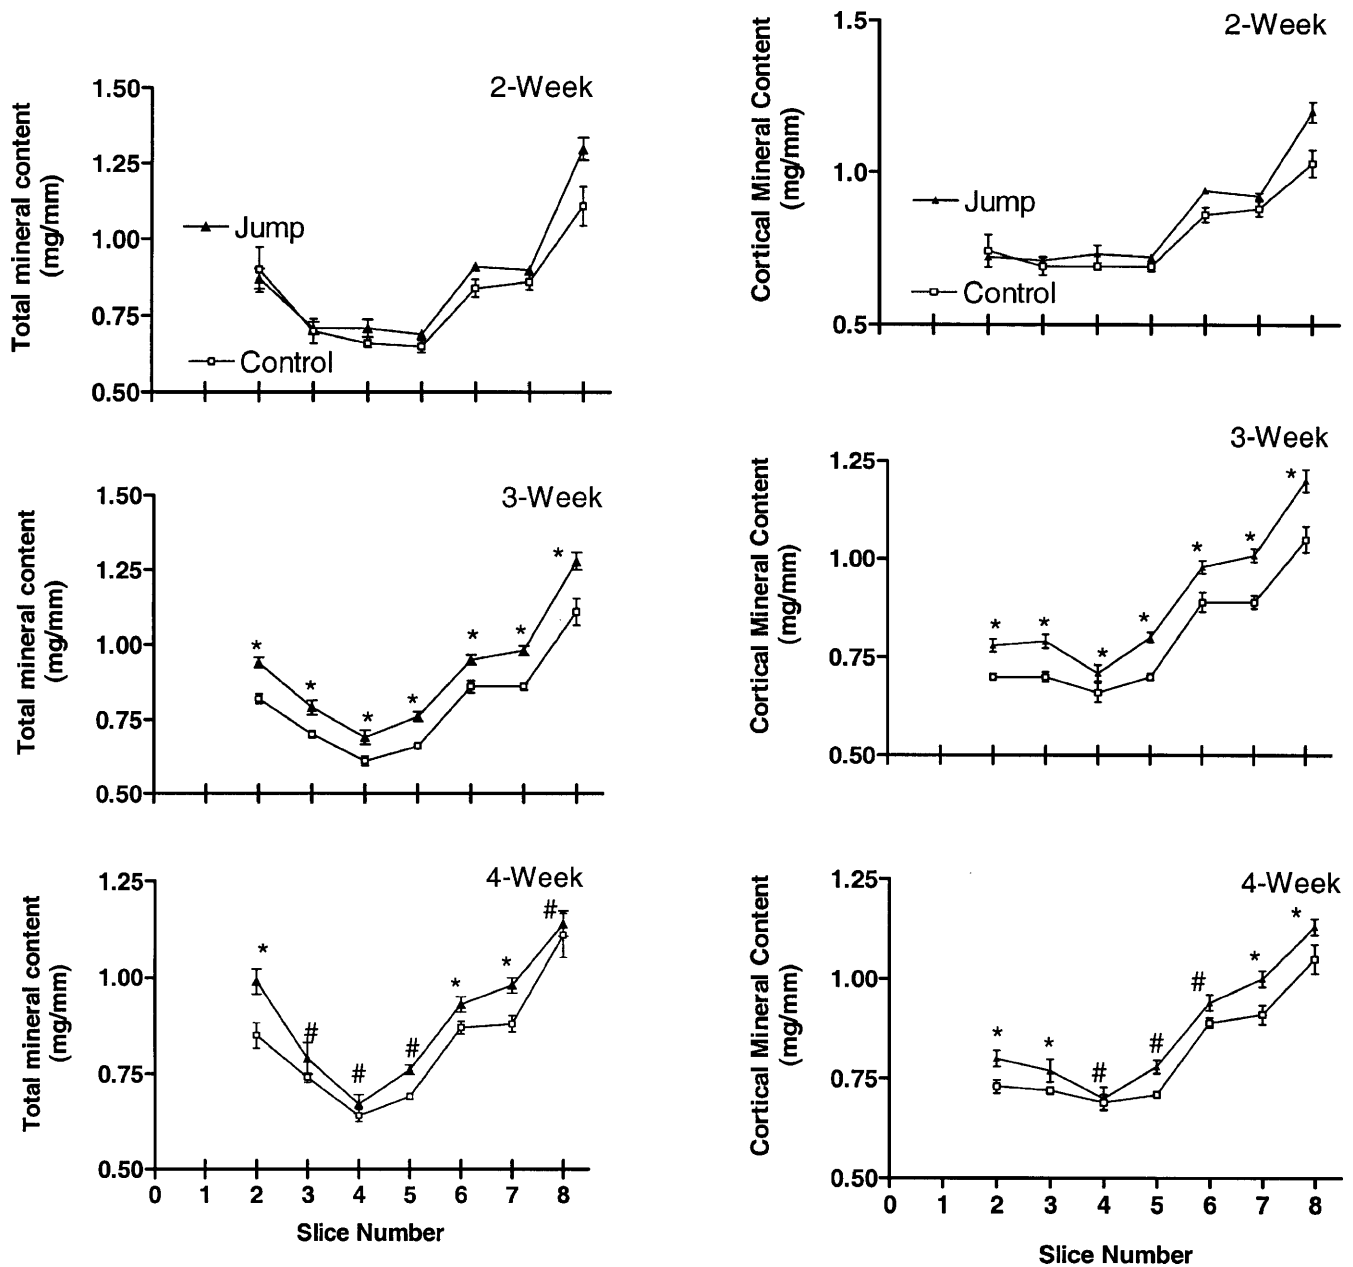 2-Week
Total mineral content
(mg/mm)
1.50
1.25
1.00
0.75
0.50
Jump
Control
2-Week
Cortical Mineral Content
(mg/mm)
1.5
1.0
0.5
Jump
Control
3-Week
Total mineral content
(mg/mm)
1.50
1.25
1.00
0.75
0.50
* * * * * * *
3-Week
Cortical Mineral Content
(mg/mm)
1.25
1.00
0.75
0.50
* * * * * * *
4-Week
Total mineral content
(mg/mm)
1.25
1.00
0.75
0.50
* # # # * * #
0 1 2 3 4 5 6 7 8
Slice Number
4-Week
Cortical Mineral Content
(mg/mm)
1.25
1.00
0.75
0.50
* * # # # * *
0 1 2 3 4 5 6 7 8
Slice Number